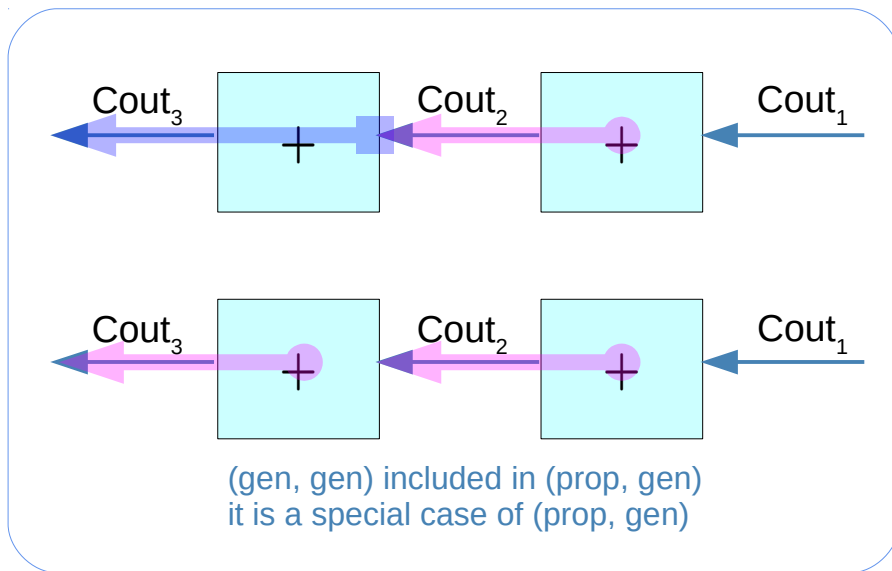 Cout3 Cout2 Cout1
+ +
Cout3 Cout2 Cout1
+ +
(gen, gen) included in (prop, gen)
it is a special case of (prop, gen)